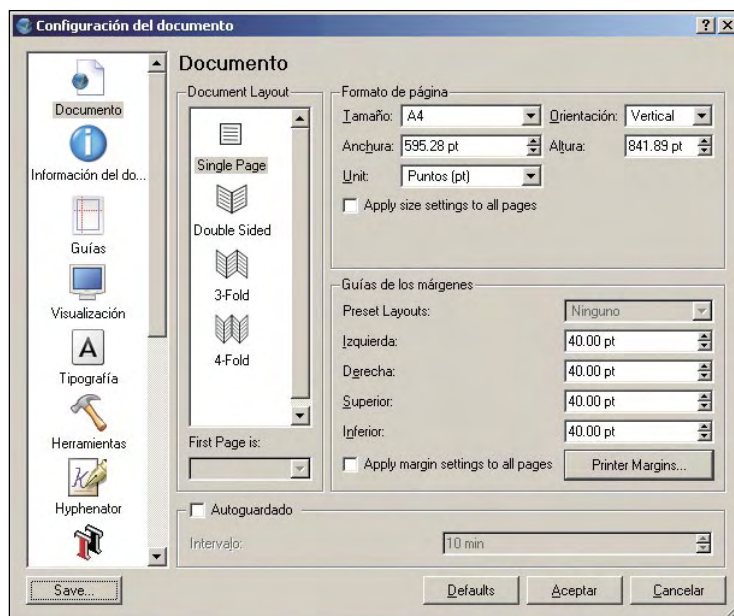 Configuración del documento
Documento
Información del do...
Guías
Visualización
A
Tipografía
Herramientas
Hyphenator
Documento
Document Layout
Single Page
Double Sided
3-Fold
4-Fold
First Page is:
Formato de página
Tamaño: A4 Orientación: Vertical
Anchura: 595.28 pt Altura: 841.89 pt
Unit: Puntos (pt)
Apply size settings to all pages
Guías de los márgenes
Preset Layouts: Ninguno
Izquierda: 40.00 pt
Derecha: 40.00 pt
Superior: 40.00 pt
Inferior: 40.00 pt
Apply margin settings to all pages Printer Margins...
Autoguardado
Intervalo: 10 min
Save... Defaults Aceptar Cancelar